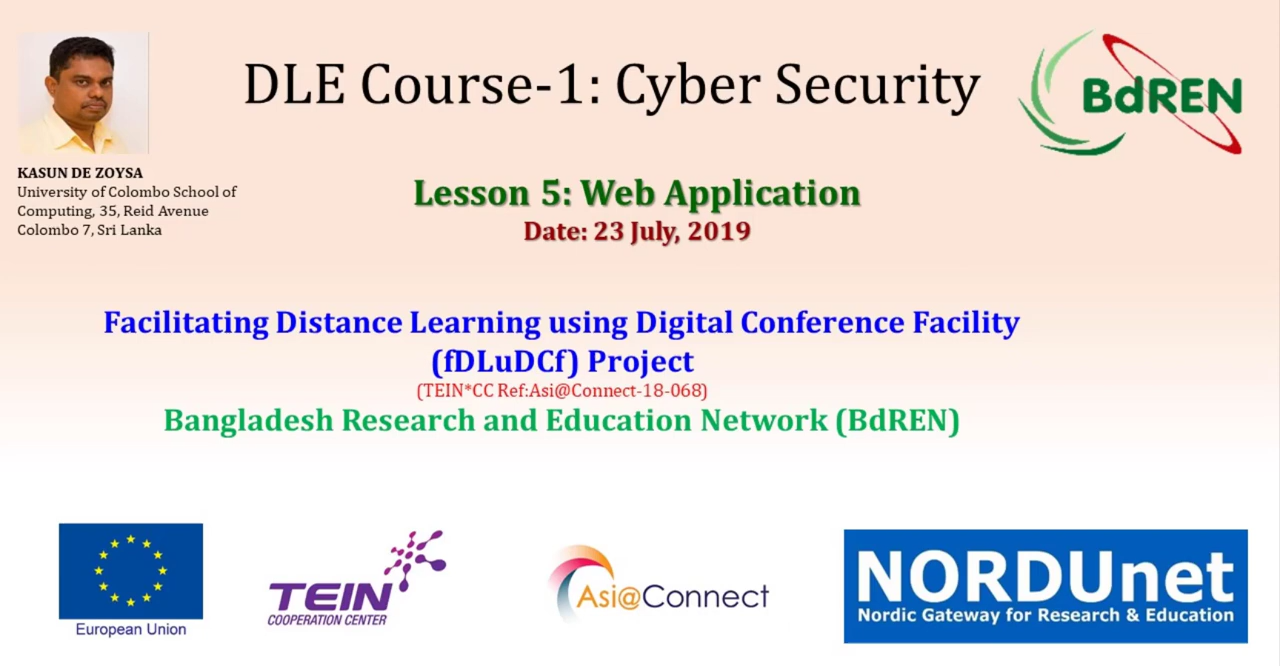 DLE Course-1: Cyber Security
BdREN
KASUN DE ZOYSA
University of Colombo School of
Computing, 35, Reid Avenue
Colombo 7, Sri Lanka
Lesson 5: Web Application
Date: 23 July, 2019
Facilitating Distance Learning using Digital Conference Facility
(fDLuDCf) Project
(TEIN*CC Ref:Asi@Connect-18-068)
Bangladesh Research and Education Network (BdREN)
European Union
TEIN
COOPERATION CENTER
Asi@Connect
NORDUnet
Nordic Gateway for Research & Education